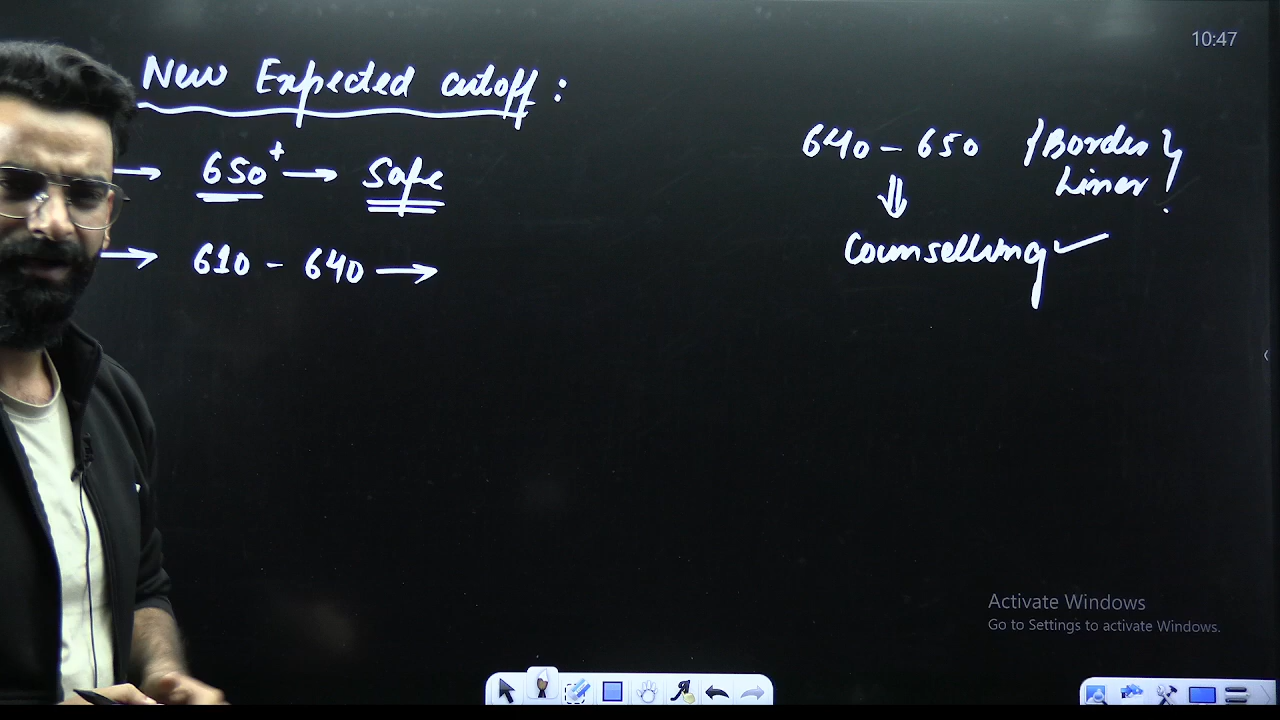 10:47
New Expected cutoff :
→ 650+ → Safe
→ 610 - 640 →
640 - 650 {Border
Liner}
⇓
Counselling ✓
Activate Windows
Go to Settings to activate Windows.